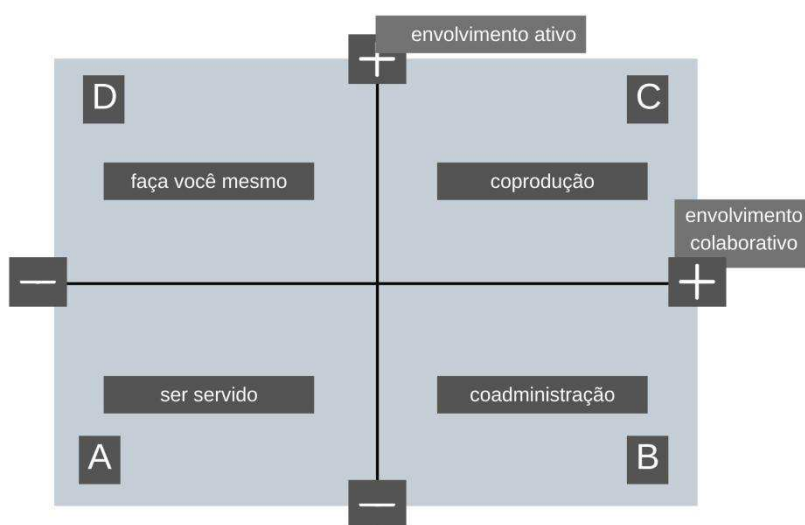 envolvimento ativo
+
D
C
faça você mesmo
coprodução
envolvimento
colaborativo
—
+
ser servido
coadministração
A
B
—